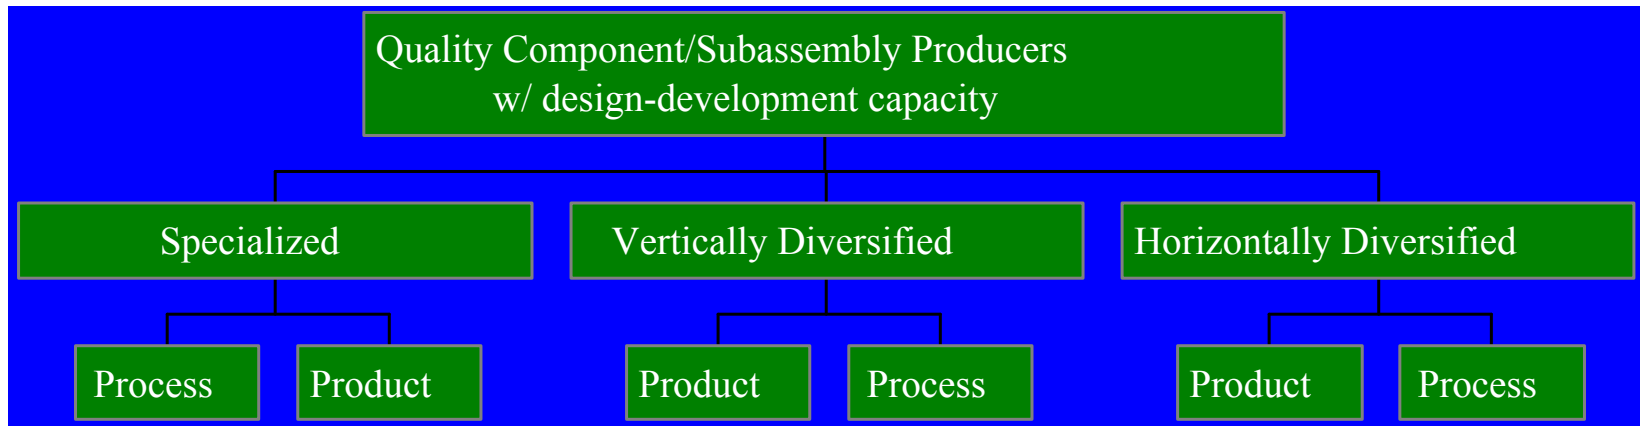 Quality Component/Subassembly Producers
w/ design-development capacity
Specialized
Vertically Diversified
Horizontally Diversified
Process
Product
Product
Process
Product
Process